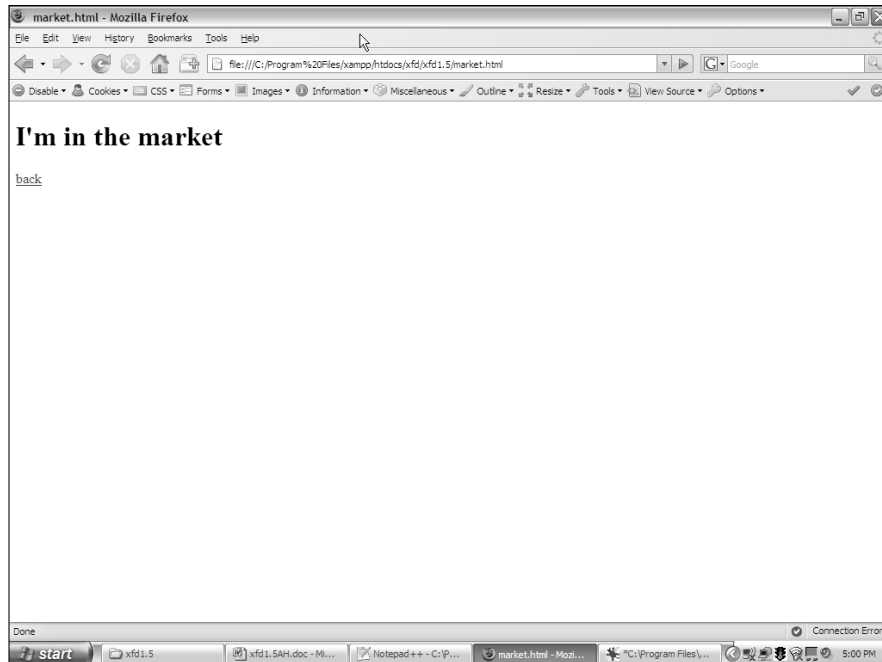 market.html - Mozilla Firefox
File Edit View History Bookmarks Tools Help
file:///C:/Program%20Files/xampp/htdocs/xfd/xfd1.5/market.html
G Google
Disable Cookies CSS Forms Images Information Miscellaneous Outline Resize Tools View Source Options
I'm in the market
back
Done
Connection Error
start xfd1.5 xfd1.5AH.doc - Mi... Notepad++ - C:\P... market.html - Mozi... *C:\Program Files\... 5:00 PM